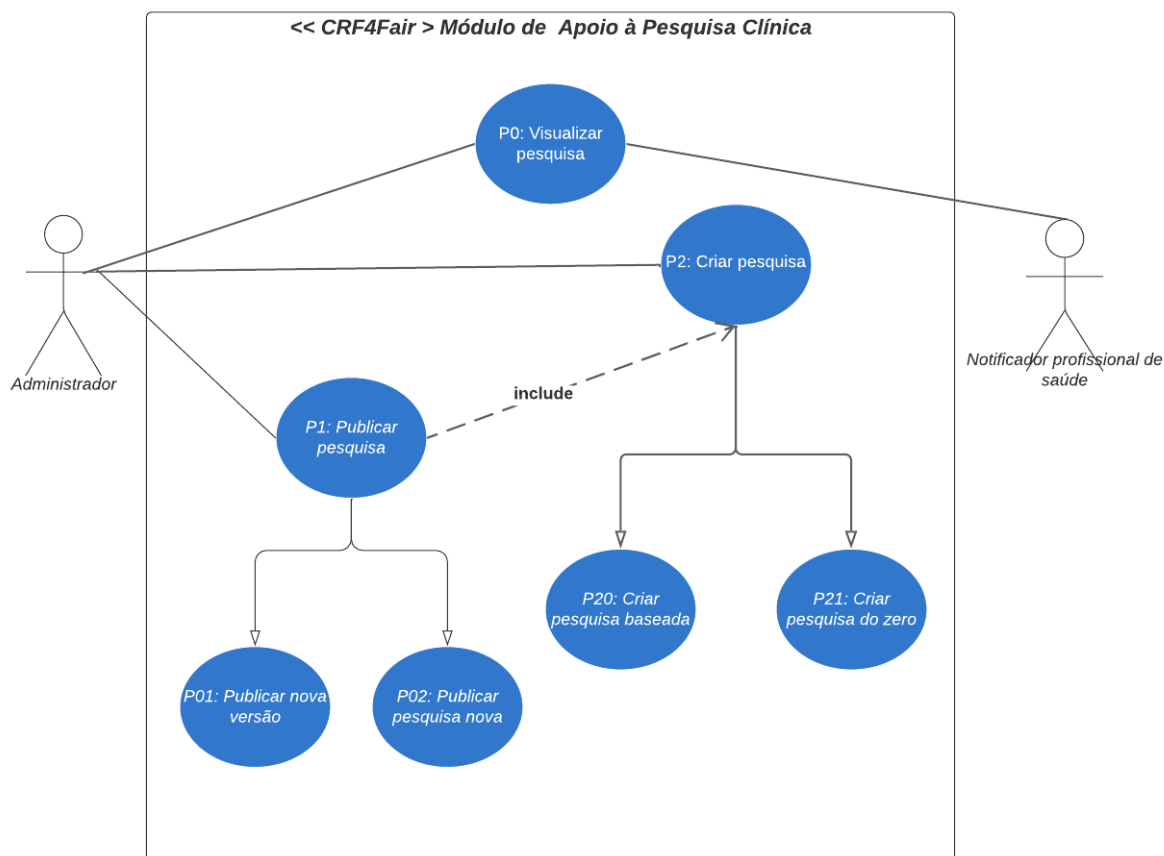 << CRF4Fair > Módulo de Apoio à Pesquisa Clínica
P0: Visualizar
pesquisa
P2: Criar pesquisa
Administrador
Notificador profissional de
saúde
include
P1: Publicar
pesquisa
P20: Criar
pesquisa baseada
P21: Criar
pesquisa do zero
P01: Publicar nova
versão
P02: Publicar
pesquisa nova